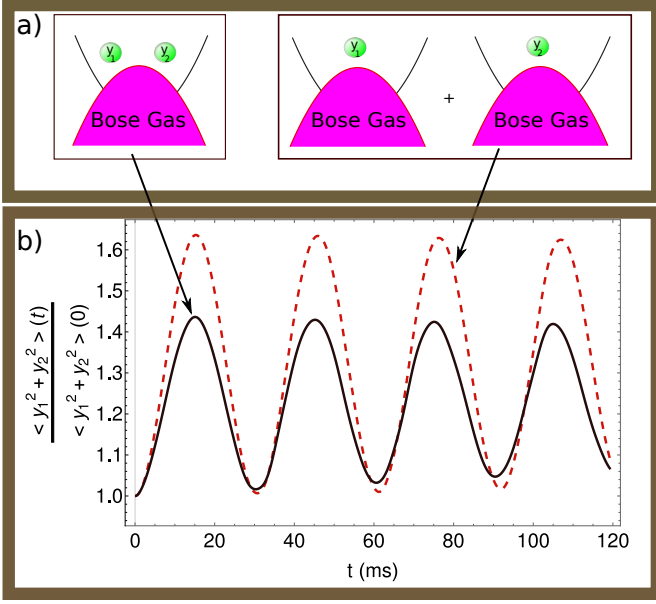 a)
y1 y2 y1 y2
Bose Gas Bose Gas + Bose Gas
b)
< y1² + y2² > (t)
< y1² + y2² > (0)
1.6
1.5
1.4
1.3
1.2
1.1
1.0
0 20 40 60 80 100 120
t (ms)